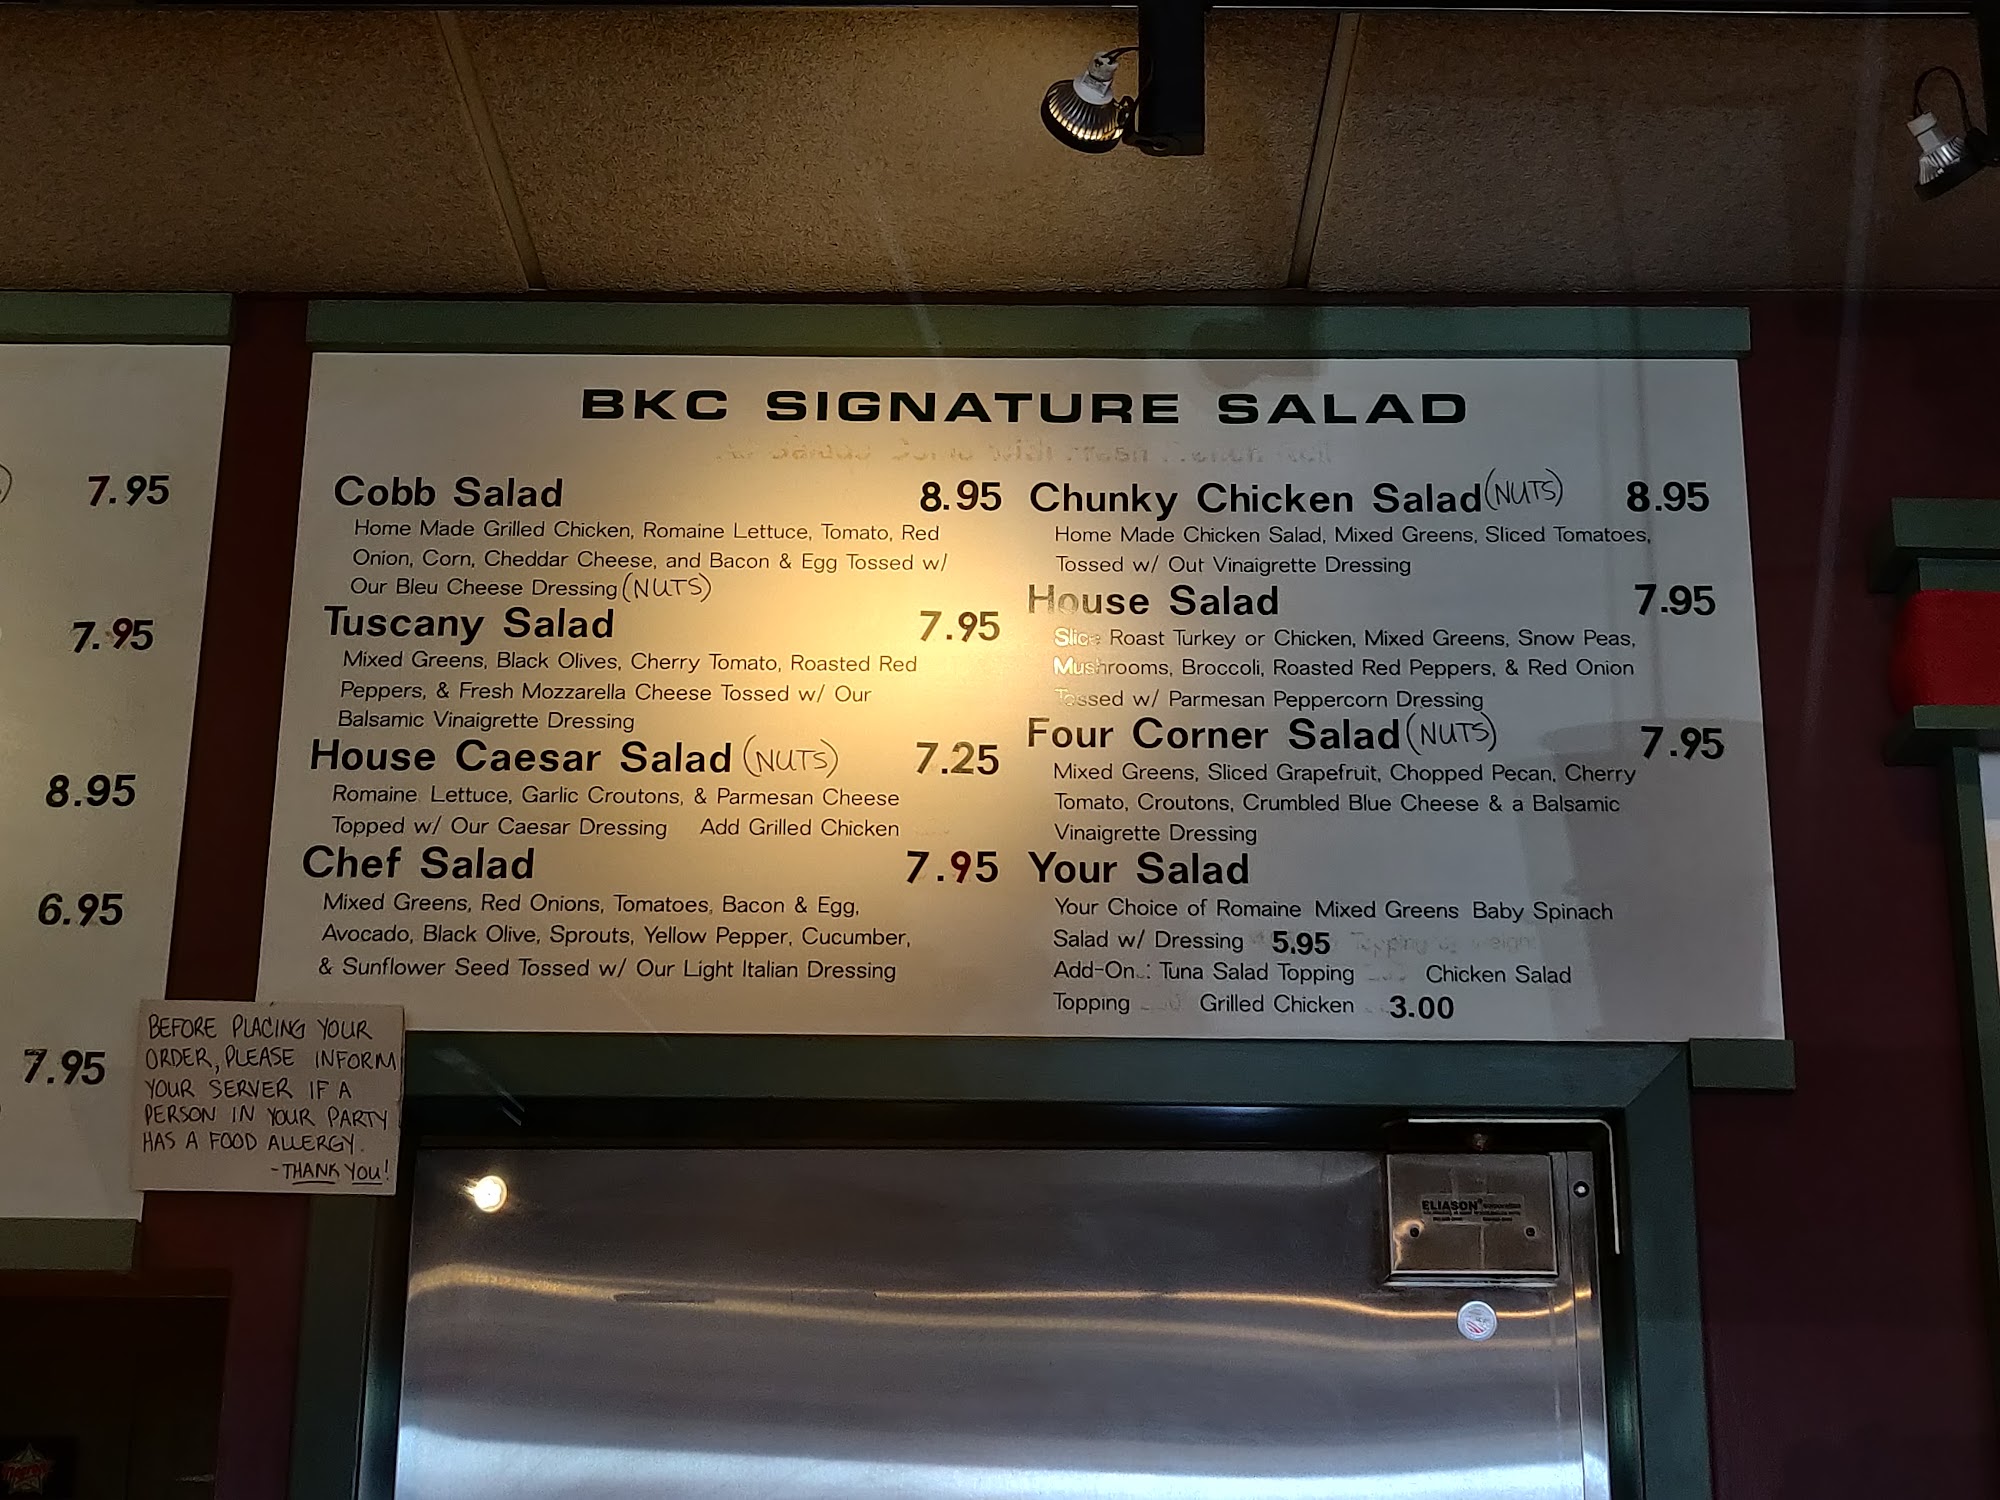 BKC SIGNATURE SALAD
Cobb Salad 8.95
Home Made Grilled Chicken, Romaine Lettuce, Tomato, Red
Onion, Corn, Cheddar Cheese, and Bacon & Egg Tossed w/
Our Bleu Cheese Dressing (NUTS)
Tuscany Salad 7.95
Mixed Greens, Black Olives, Cherry Tomato, Roasted Red
Peppers, & Fresh Mozzarella Cheese Tossed w/ Our
Balsamic Vinaigrette Dressing
House Caesar Salad (NUTS) 7.25
Romaine Lettuce, Garlic Croutons, & Parmesan Cheese
Topped w/ Our Caesar Dressing Add Grilled Chicken
Chef Salad 7.95
Mixed Greens, Red Onions, Tomatoes, Bacon & Egg,
Avocado, Black Olive, Sprouts, Yellow Pepper, Cucumber,
& Sunflower Seed Tossed w/ Our Light Italian Dressing
Chunky Chicken Salad (NUTS) 8.95
Home Made Chicken Salad, Mixed Greens, Sliced Tomatoes,
Tossed w/ Out Vinaigrette Dressing
House Salad 7.95
Slice Roast Turkey or Chicken, Mixed Greens, Snow Peas,
Mushrooms, Broccoli, Roasted Red Peppers, & Red Onion
Tossed w/ Parmesan Peppercorn Dressing
Four Corner Salad (NUTS) 7.95
Mixed Greens, Sliced Grapefruit, Chopped Pecan, Cherry
Tomato, Croutons, Crumbled Blue Cheese & a Balsamic
Vinaigrette Dressing
Your Salad
Your Choice of Romaine Mixed Greens Baby Spinach
Salad w/ Dressing 5.95
Add-On.: Tuna Salad Topping Chicken Salad
Topping Grilled Chicken 3.00
7.95
7.95
8.95
6.95
7.95
BEFORE PLACING YOUR
ORDER, PLEASE INFORM
YOUR SERVER IF A
PERSON IN YOUR PARTY
HAS A FOOD ALLERGY.
-THANK YOU!
ELIASON